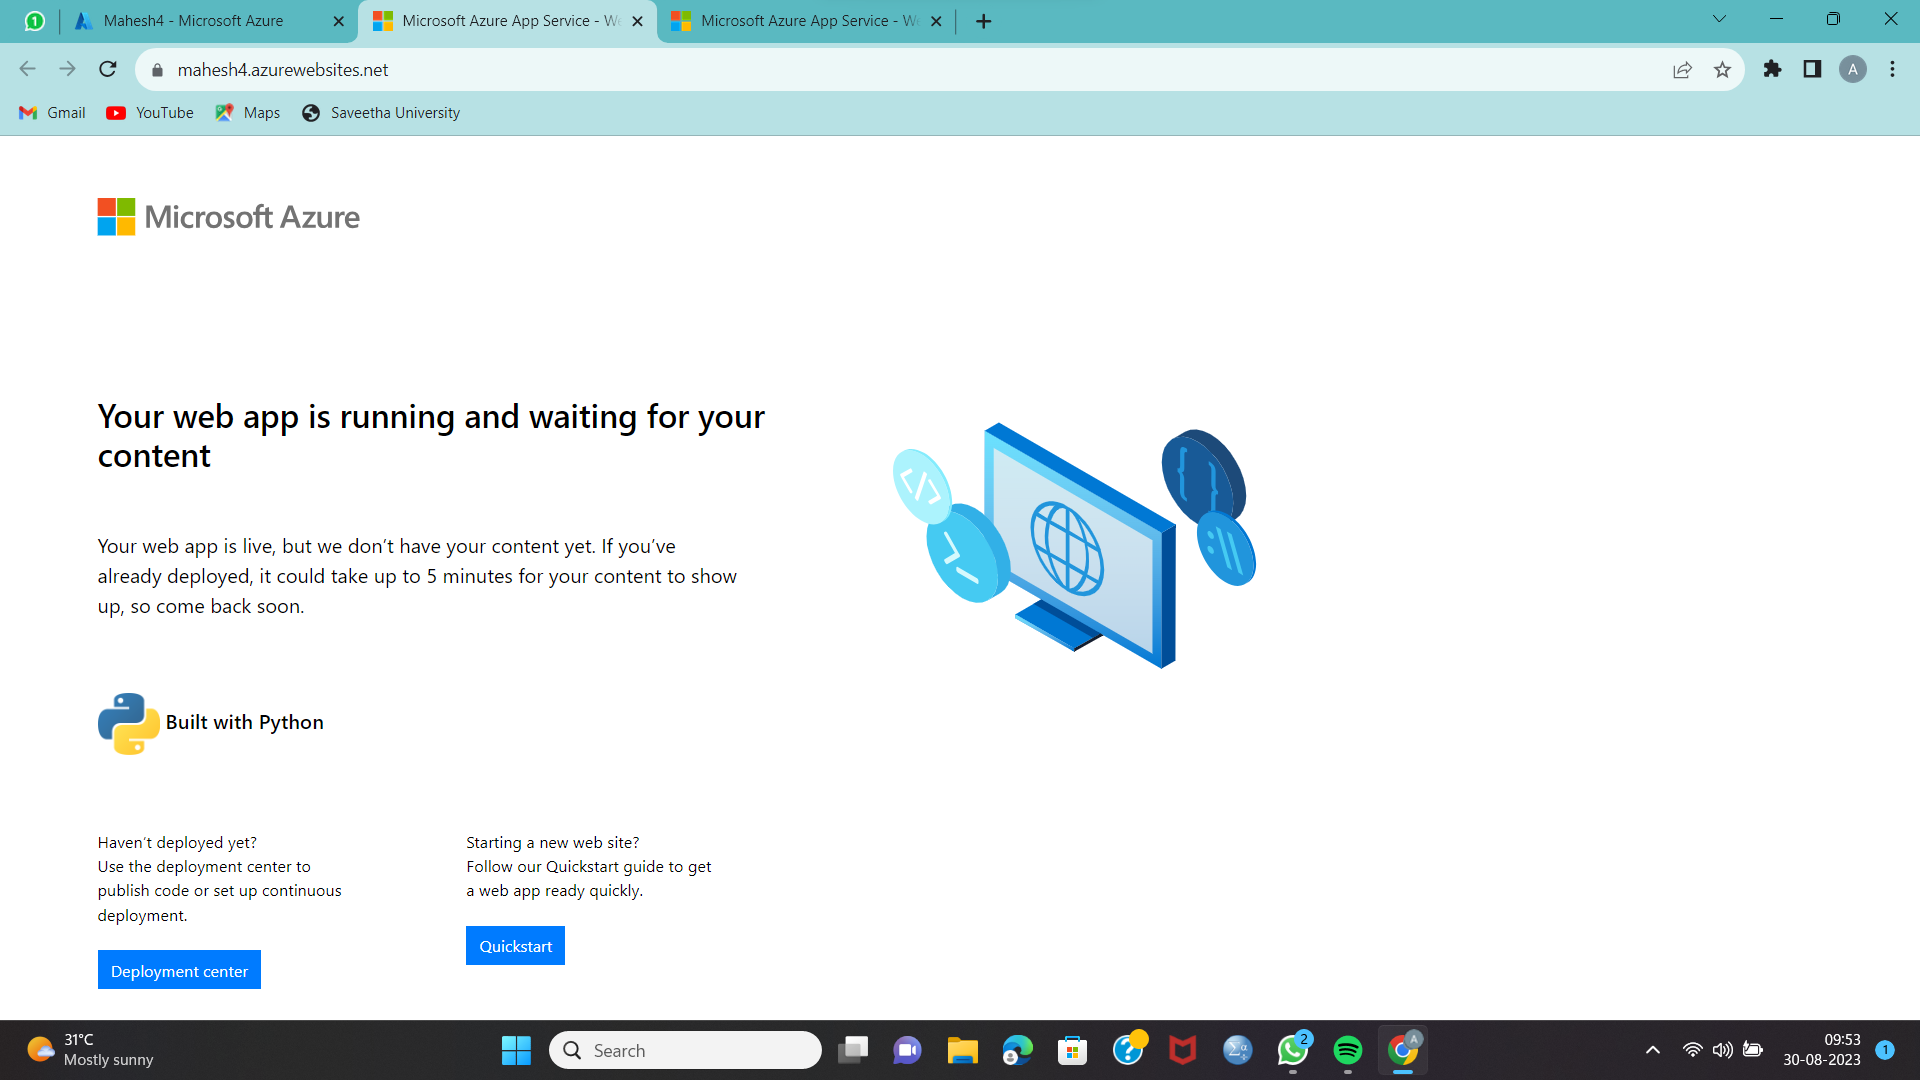 1
Mahesh4 - Microsoft Azure
Microsoft Azure App Service - We
Microsoft Azure App Service - We
mahesh4.azurewebsites.net
A
Gmail
YouTube
Maps
Saveetha University
Microsoft Azure
Your web app is running and waiting for your
content
Your web app is live, but we don’t have your content yet. If you’ve
already deployed, it could take up to 5 minutes for your content to show
up, so come back soon.
Built with Python
Haven’t deployed yet?
Use the deployment center to
publish code or set up continuous
deployment.
Deployment center
Starting a new web site?
Follow our Quickstart guide to get
a web app ready quickly.
Quickstart
31°C
Mostly sunny
Search
2
A
09:53
30-08-2023
1